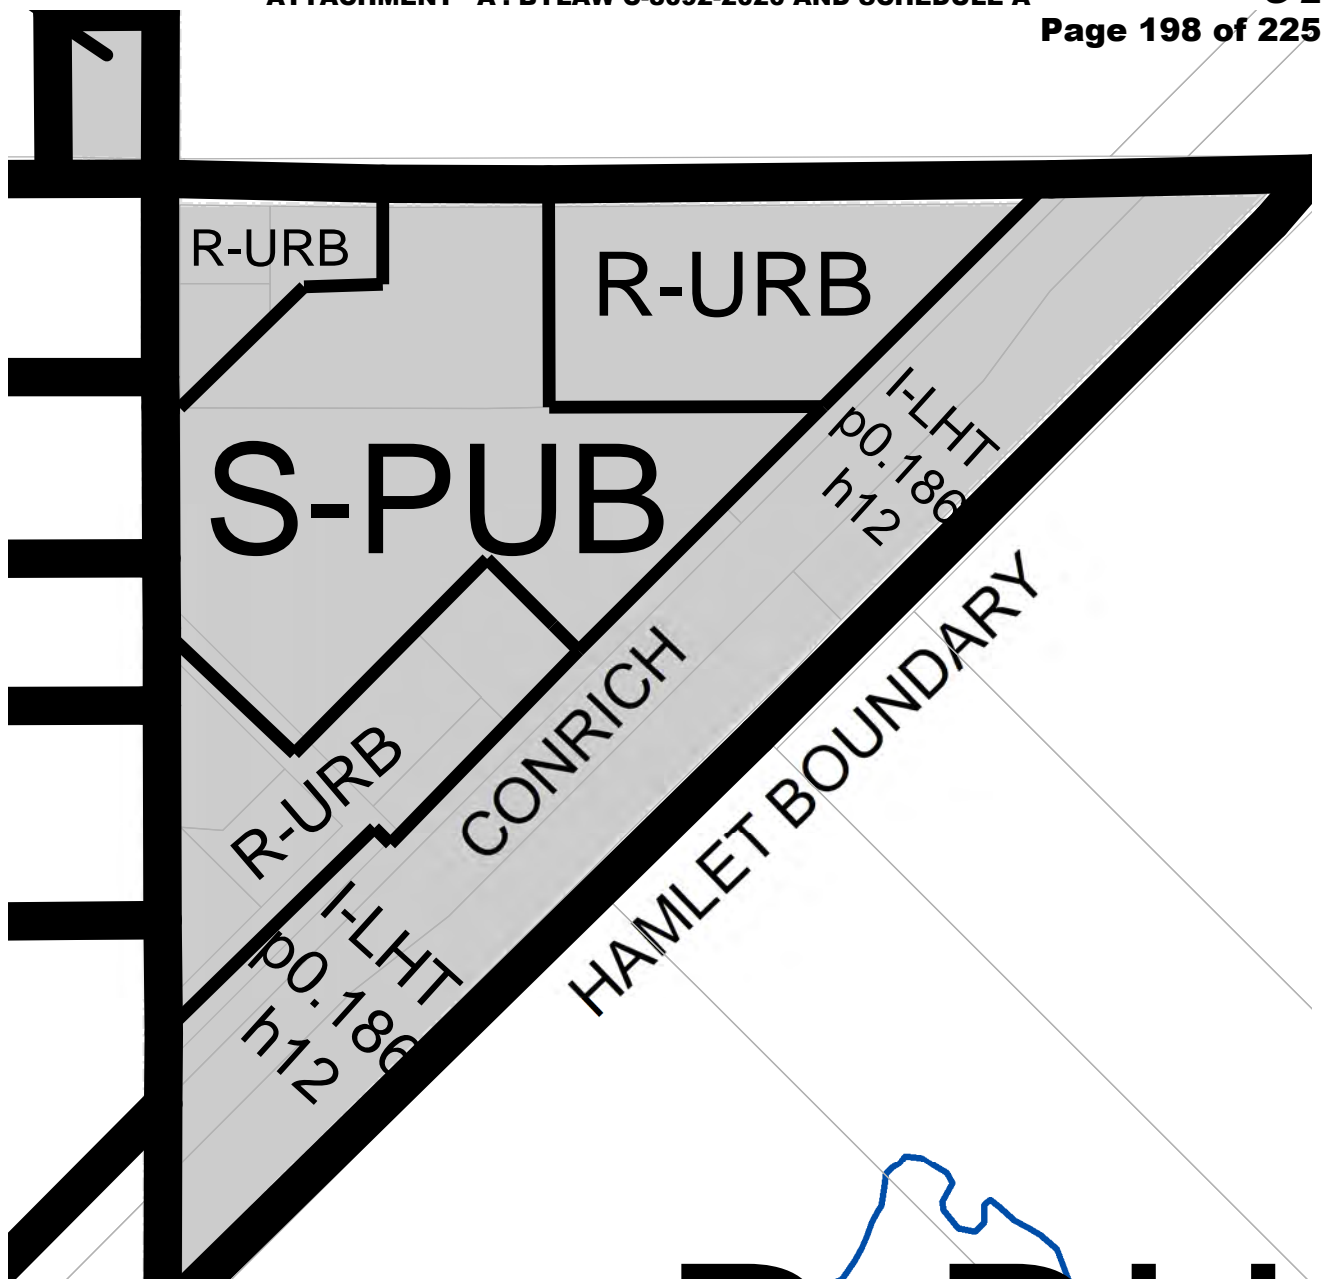 Page 198 of 225
R-URB
R-URB
I-LHT
p0.186
h12
S-PUB
CONRICH
HAMLET BOUNDARY
R-URB
I-LHT
p0.186
h12